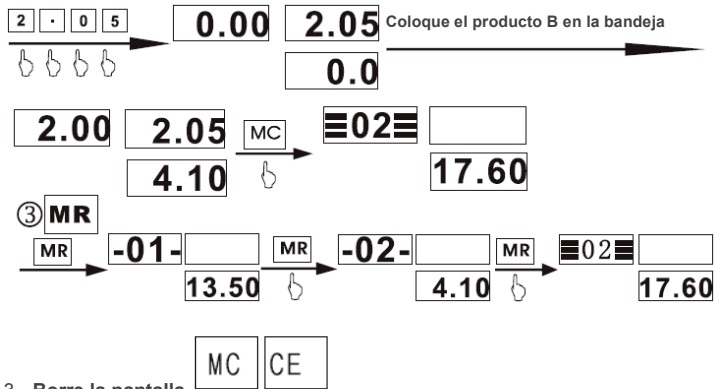 2 · 0 5 0.00 2.05 Coloque el producto B en la bandeja
0.0
2.00 2.05 MC ≡02≡
4.10 17.60
③ MR
MR -01- MR -02- MR ≡02≡
13.50 4.10 17.60
MC CE
3 Borre la pantalla